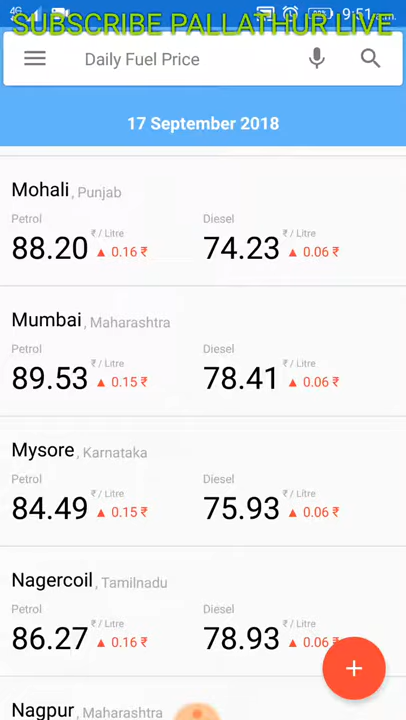 SUBSCRIBE PALLATHUR LIVE
4G 9:51 a.m.
Daily Fuel Price
17 September 2018
Mohali, Punjab
Petrol Diesel
88.20 ₹ / Litre ▲ 0.16 ₹ 74.23 ₹ / Litre ▲ 0.06 ₹
Mumbai, Maharashtra
Petrol Diesel
89.53 ₹ / Litre ▲ 0.15 ₹ 78.41 ₹ / Litre ▲ 0.06 ₹
Mysore, Karnataka
Petrol Diesel
84.49 ₹ / Litre ▲ 0.15 ₹ 75.93 ₹ / Litre ▲ 0.06 ₹
Nagercoil, Tamilnadu
Petrol Diesel
86.27 ₹ / Litre ▲ 0.16 ₹ 78.93 ₹ / Litre ▲ 0.06 ₹
Nagpur, Maharashtra